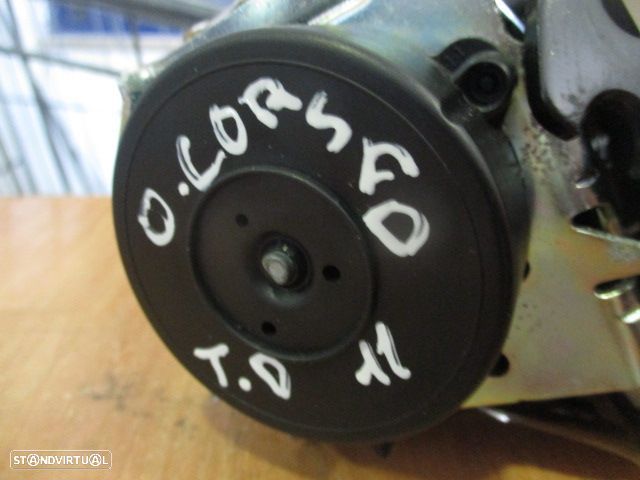 O. CORSA D
T.D 11
STANDVIRTUAL